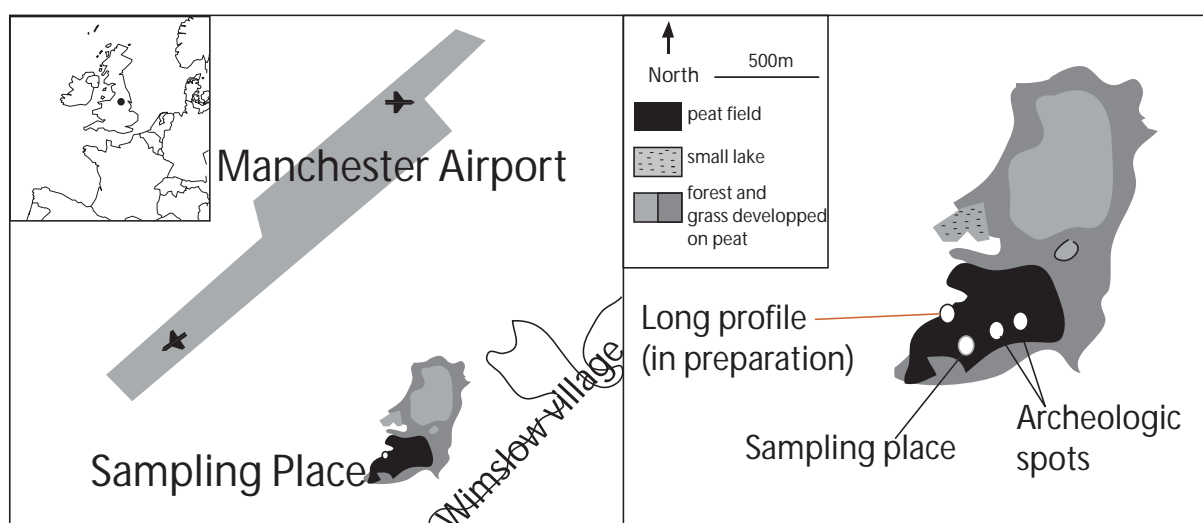 Manchester Airport
Sampling Place
Wimslow village
North
500m
peat field
small lake
forest and
grass developped
on peat
Long profile
(in preparation)
Sampling place
Archeologic
spots